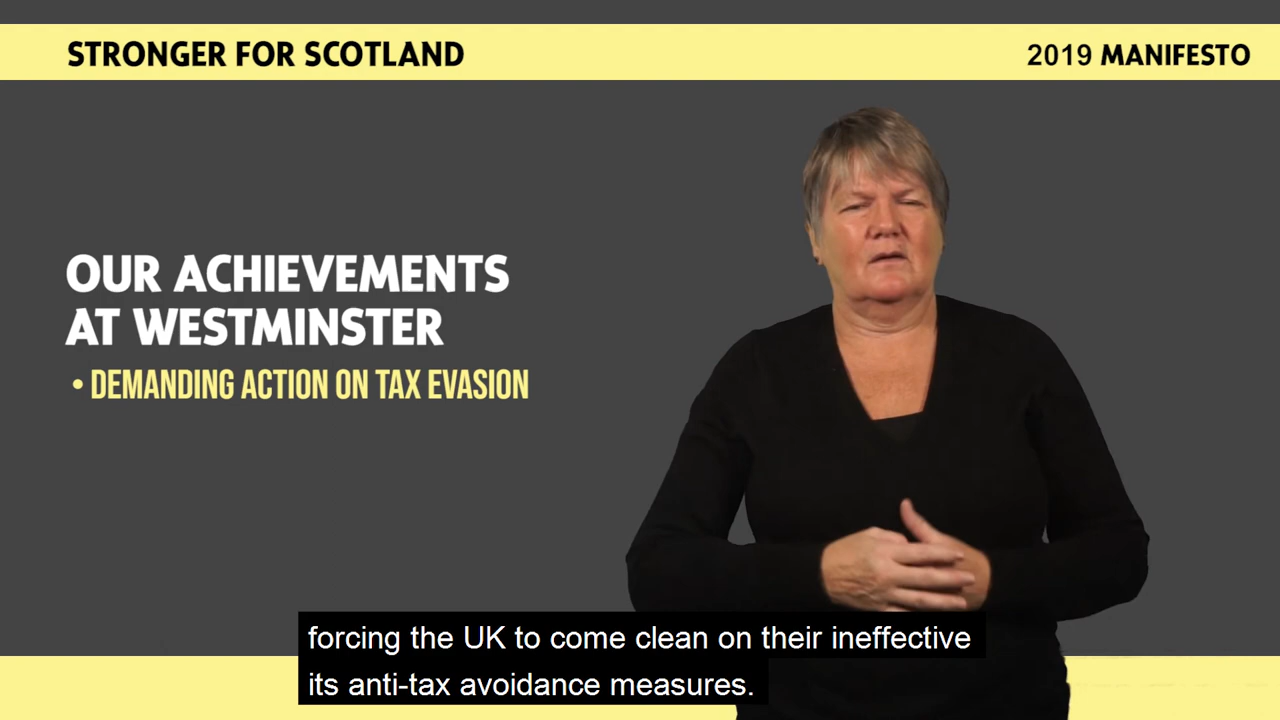 STRONGER FOR SCOTLAND
2019 MANIFESTO
OUR ACHIEVEMENTS
AT WESTMINSTER
• DEMANDING ACTION ON TAX EVASION
forcing the UK to come clean on their ineffective
its anti-tax avoidance measures.